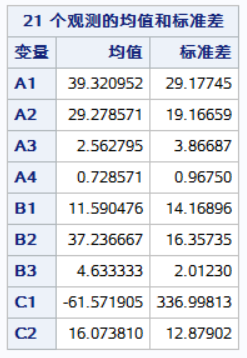 21 个观测的均值和标准差
变量 均值 标准差
A1 39.320952 29.17745
A2 29.278571 19.16659
A3 2.562795 3.86687
A4 0.728571 0.96750
B1 11.590476 14.16896
B2 37.236667 16.35735
B3 4.633333 2.01230
C1 -61.571905 336.99813
C2 16.073810 12.87902